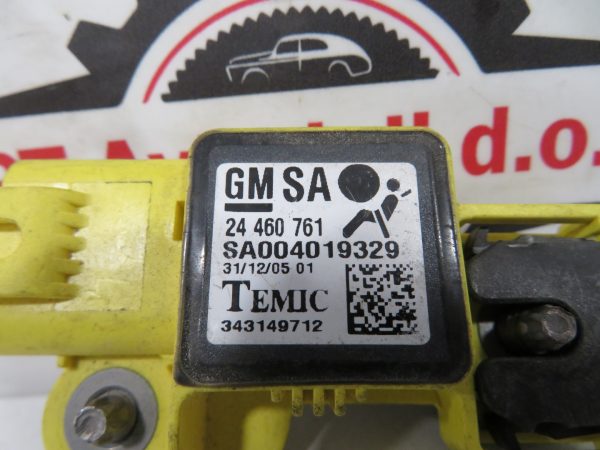 d.o.
GM SA
24 460 761
SA004019329
31/12/05 01
TEMIC
343149712